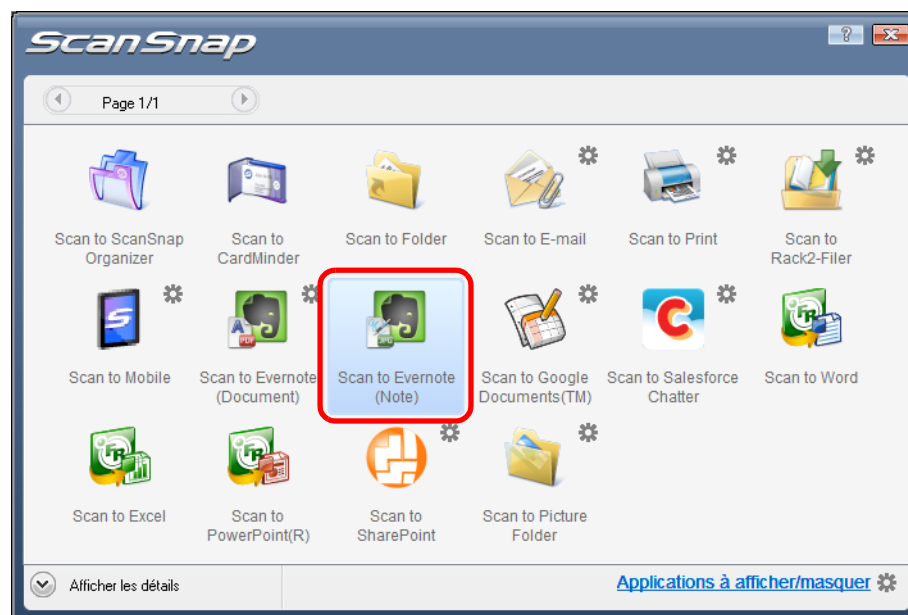 ScanSnap
Page 1/1
Scan to ScanSnap
Organizer
Scan to
CardMinder
Scan to Folder
Scan to E-mail
Scan to Print
Scan to
Rack2-Filer
Scan to Mobile
Scan to Evernote
(Document)
Scan to Evernote
(Note)
Scan to Google
Documents(TM)
Scan to Salesforce
Chatter
Scan to Word
Scan to Excel
Scan to
PowerPoint(R)
Scan to
SharePoint
Scan to Picture
Folder
Afficher les détails
Applications à afficher/masquer